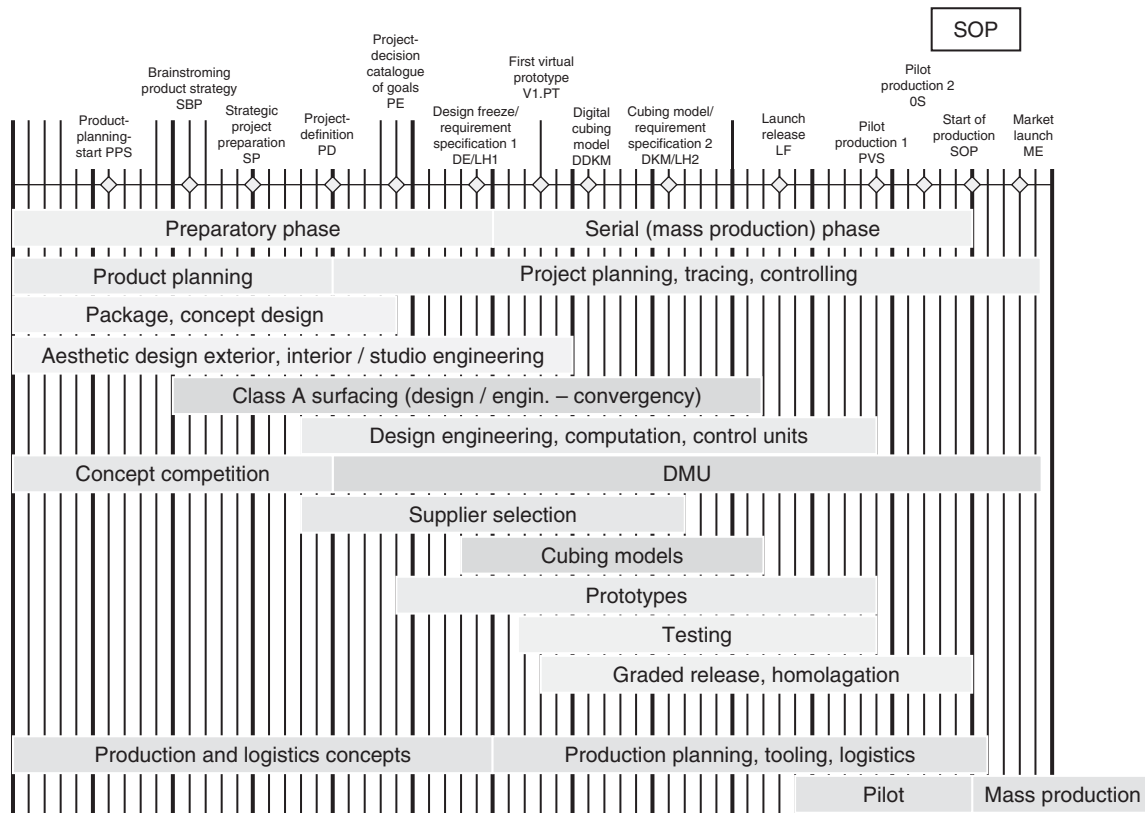 SOP
Project-
decision
catalogue
of goals
PE
First virtual
prototype
V1.PT
Pilot
production 2
0S
Brainstroming
product strategy
SBP
Strategic
project
preparation
SP
Product-
planning-
start PPS
Project-
definition
PD
Design freeze/
requirement
specification 1
DE/LH1
Digital
cubing
model
DDKM
Cubing model/
requirement
specification 2
DKM/LH2
Launch
release
LF
Pilot
production 1
PVS
Start of
production
SOP
Market
launch
ME
Preparatory phase
Serial (mass production) phase
Product planning
Project planning, tracing, controlling
Package, concept design
Aesthetic design exterior, interior / studio engineering
Class A surfacing (design / engin. – convergency)
Design engineering, computation, control units
Concept competition
DMU
Supplier selection
Cubing models
Prototypes
Testing
Graded release, homolagation
Production and logistics concepts
Production planning, tooling, logistics
Pilot
Mass production